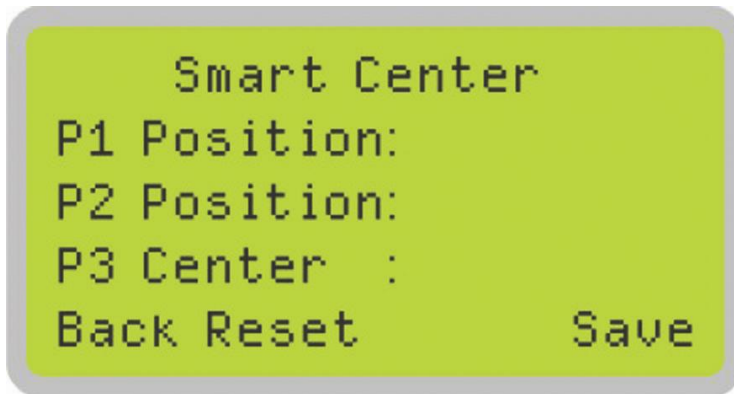 Smart Center
P1 Position:
P2 Position:
P3 Center :
Back Reset Save